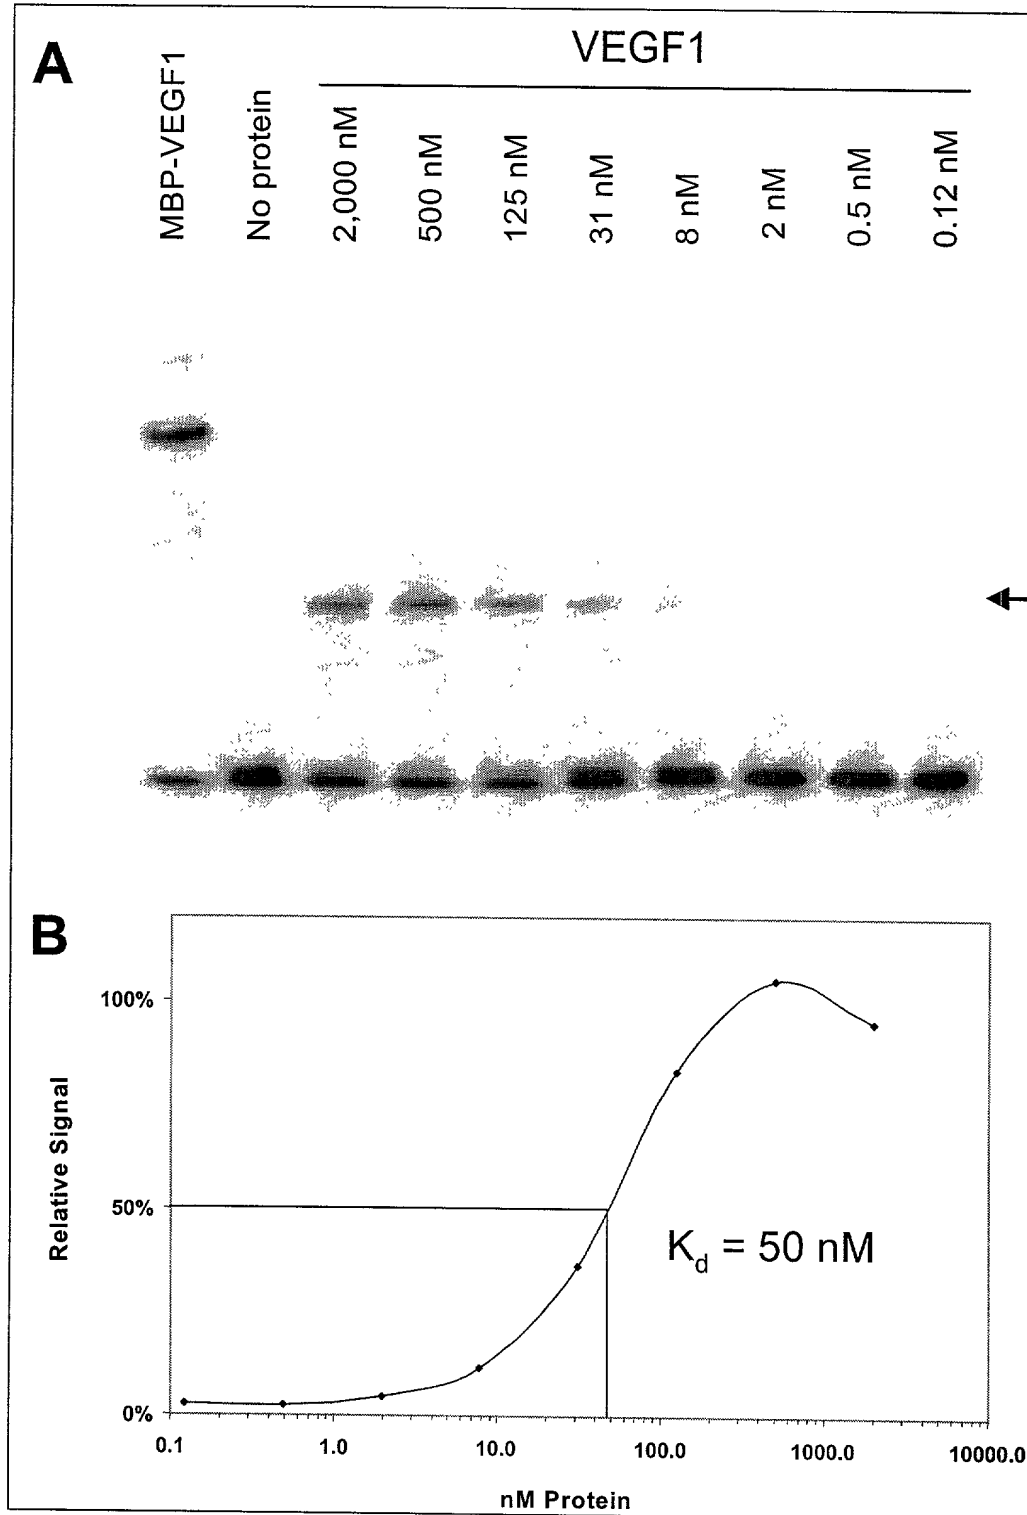 A
VEGF1
MBP-VEGF1
No protein
2,000 nM
500 nM
125 nM
31 nM
8 nM
2 nM
0.5 nM
0.12 nM
B
100%
50%
0%
Relative Signal
Kd = 50 nM
0.1
1.0
10.0
100.0
1000.0
10000.0
nM Protein